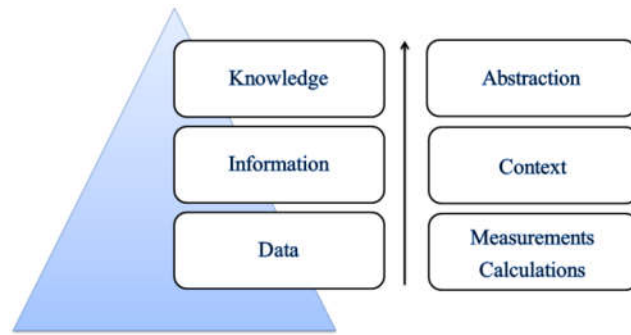 Knowledge
Abstraction
Information
Context
Data
Measurements
Calculations